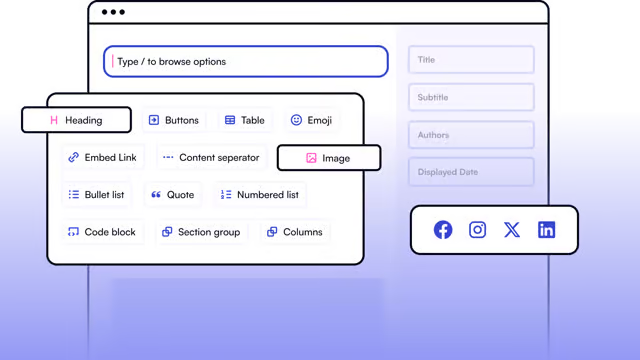 Type / to browse options
Title
Subtitle
Authors
Displayed Date
Heading
Buttons
Table
Emoji
Embed Link
Content seperator
Image
Bullet list
Quote
Numbered list
Code block
Section group
Columns